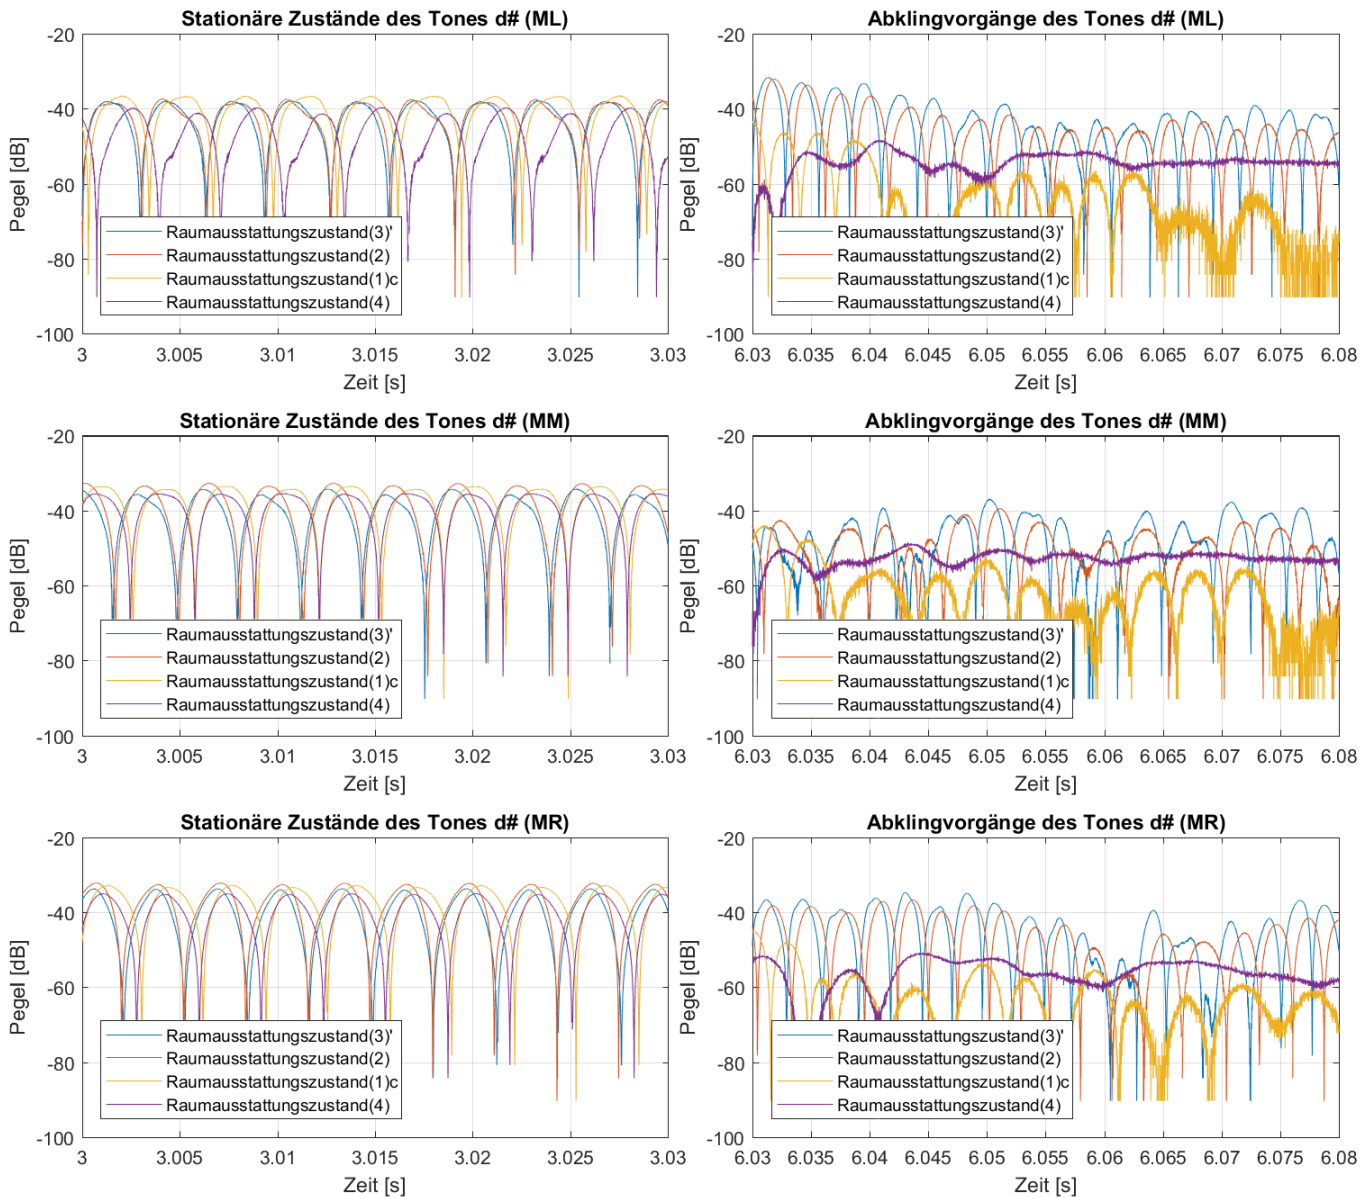 Stationäre Zustände des Tones d# (ML)
-20
-40
-60
-80
-100
Pegel [dB]
Raumausstattungszustand(3)'
Raumausstattungszustand(2)
Raumausstattungszustand(1)c
Raumausstattungszustand(4)
3 3.005 3.01 3.015 3.02 3.025 3.03
Zeit [s]
Abklingvorgänge des Tones d# (ML)
-20
-40
-60
-80
-100
Pegel [dB]
Raumausstattungszustand(3)'
Raumausstattungszustand(2)
Raumausstattungszustand(1)c
Raumausstattungszustand(4)
6.03 6.035 6.04 6.045 6.05 6.055 6.06 6.065 6.07 6.075 6.08
Zeit [s]
Stationäre Zustände des Tones d# (MM)
-20
-40
-60
-80
-100
Pegel [dB]
Raumausstattungszustand(3)'
Raumausstattungszustand(2)
Raumausstattungszustand(1)c
Raumausstattungszustand(4)
3 3.005 3.01 3.015 3.02 3.025 3.03
Zeit [s]
Abklingvorgänge des Tones d# (MM)
-20
-40
-60
-80
-100
Pegel [dB]
Raumausstattungszustand(3)'
Raumausstattungszustand(2)
Raumausstattungszustand(1)c
Raumausstattungszustand(4)
6.03 6.035 6.04 6.045 6.05 6.055 6.06 6.065 6.07 6.075 6.08
Zeit [s]
Stationäre Zustände des Tones d# (MR)
-20
-40
-60
-80
-100
Pegel [dB]
Raumausstattungszustand(3)'
Raumausstattungszustand(2)
Raumausstattungszustand(1)c
Raumausstattungszustand(4)
3 3.005 3.01 3.015 3.02 3.025 3.03
Zeit [s]
Abklingvorgänge des Tones d# (MR)
-20
-40
-60
-80
-100
Pegel [dB]
Raumausstattungszustand(3)'
Raumausstattungszustand(2)
Raumausstattungszustand(1)c
Raumausstattungszustand(4)
6.03 6.035 6.04 6.045 6.05 6.055 6.06 6.065 6.07 6.075 6.08
Zeit [s]